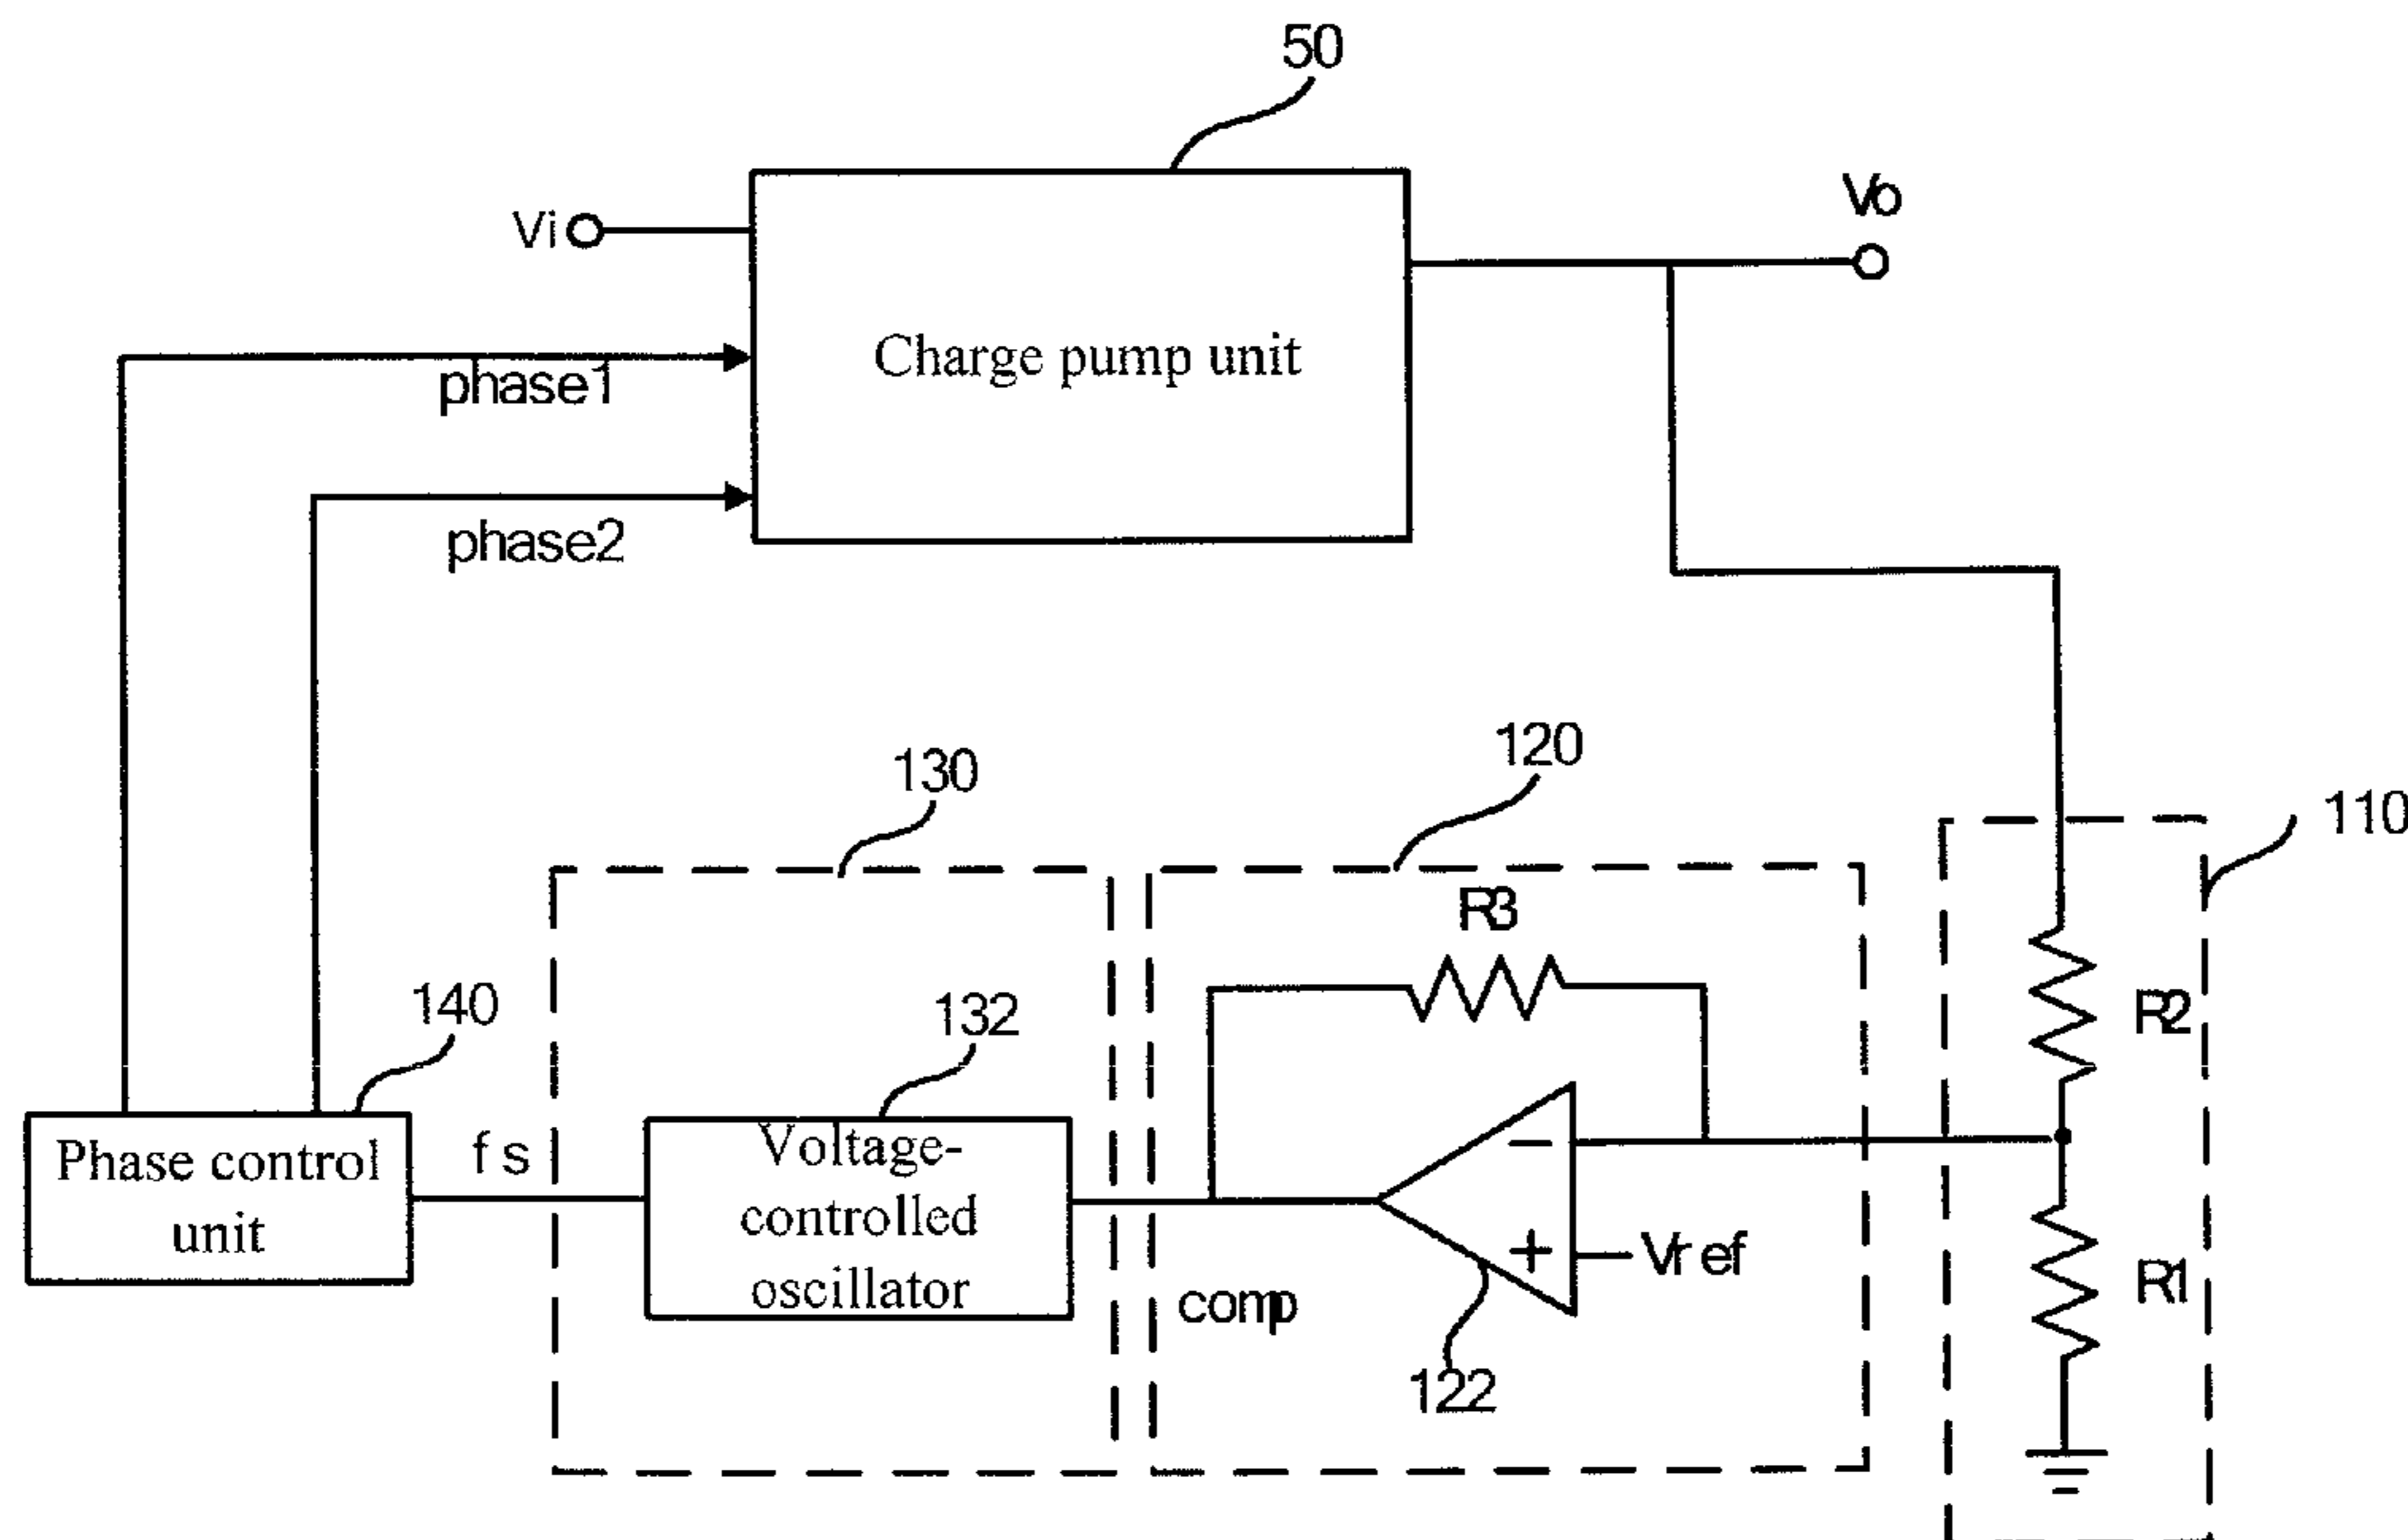 50
Vo
Vi
Charge pump unit
phase1
phase2
120
130
110
R3
140
132
R2
Phase control
unit
fs
Voltage-
controlled
oscillator
Vref
R1
comp
122